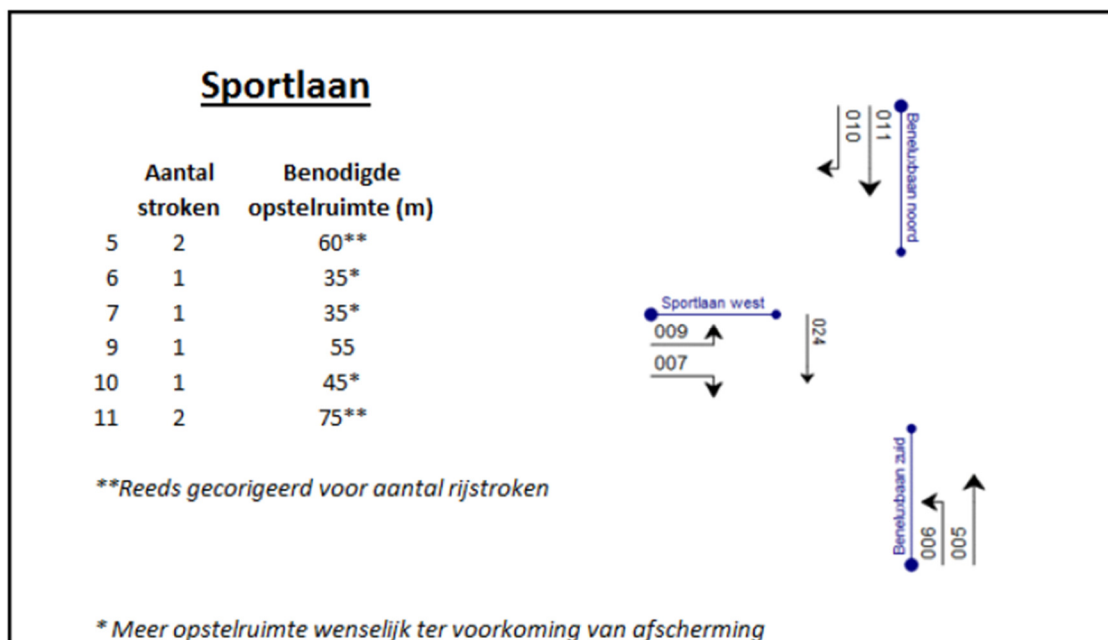 Sportlaan
Aantal stroken Benodigde opstelruimte (m)
5 2 60**
6 1 35*
7 1 35*
9 1 55
10 1 45*
11 2 75**
**Reeds gecorigeerd voor aantal rijstroken
* Meer opstelruimte wenselijk ter voorkoming van afscherming
010
011
Beneluxbaan noord
Sportlaan west
009
007
024
Beneluxbaan zuid
006
005